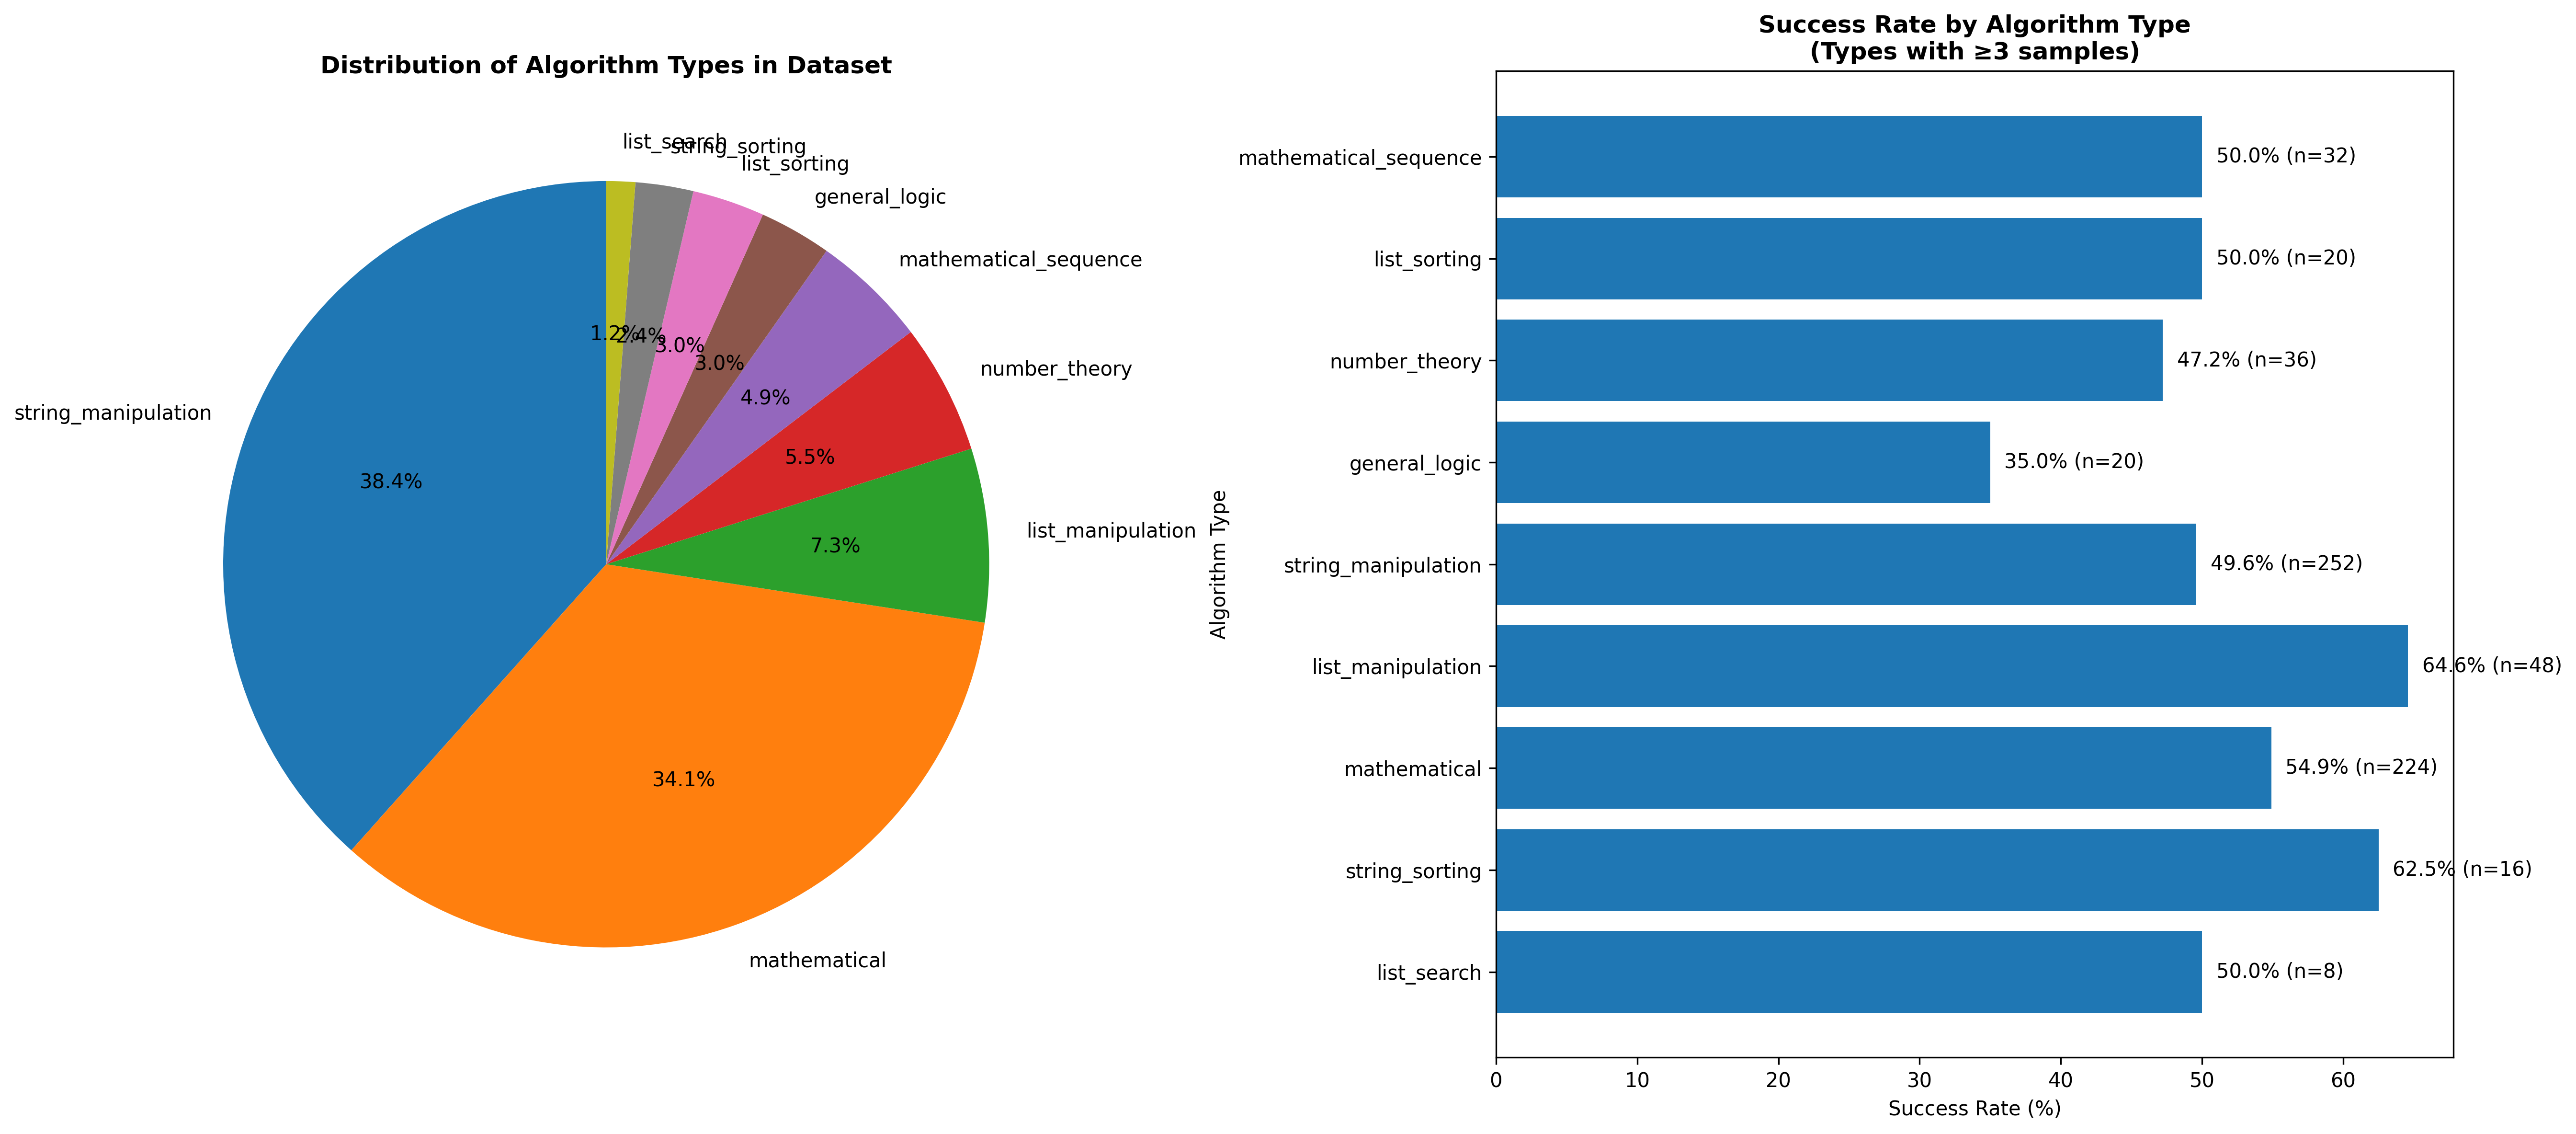 Distribution of Algorithm Types in Dataset
list_search
string_sorting
list_sorting
general_logic
mathematical_sequence
number_theory
list_manipulation
mathematical
string_manipulation
1.2%
2.4%
3.0%
3.0%
4.9%
5.5%
7.3%
34.1%
38.4%
Success Rate by Algorithm Type
(Types with ≥3 samples)
Algorithm Type
mathematical_sequence 50.0% (n=32)
list_sorting 50.0% (n=20)
number_theory 47.2% (n=36)
general_logic 35.0% (n=20)
string_manipulation 49.6% (n=252)
list_manipulation 64.6% (n=48)
mathematical 54.9% (n=224)
string_sorting 62.5% (n=16)
list_search 50.0% (n=8)
0 10 20 30 40 50 60
Success Rate (%)